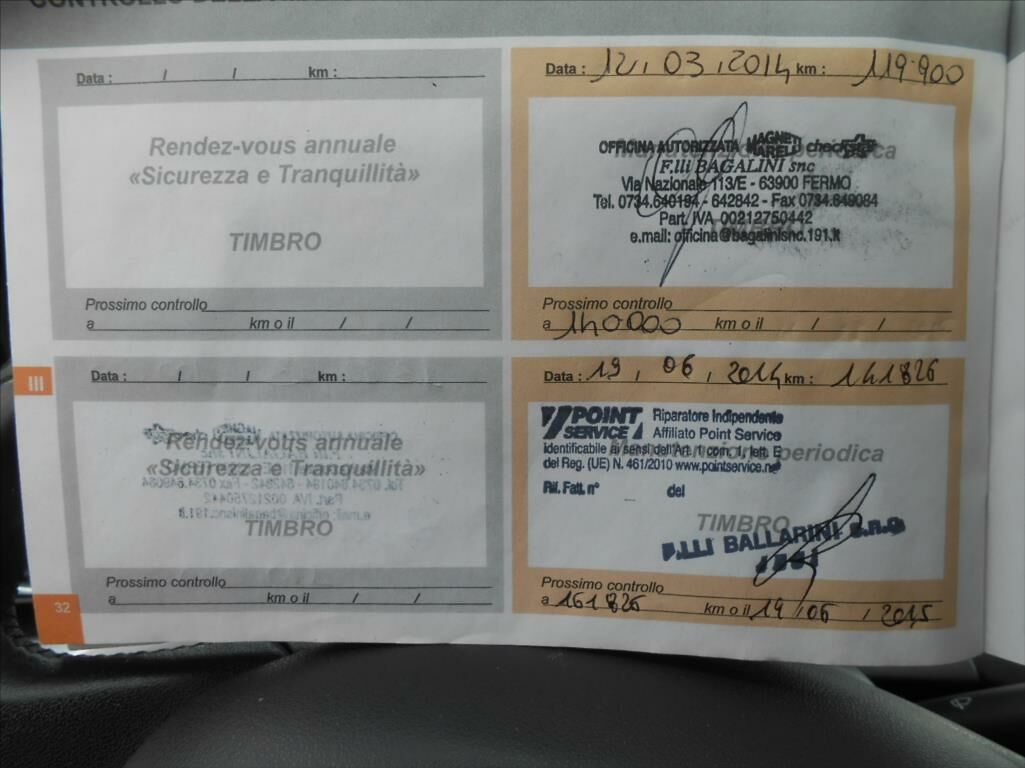 Data : / / km :
Rendez-vous annuale
«Sicurezza e Tranquillità»
TIMBRO
Prossimo controllo
a km o il / /
Data : 12 . 03 . 2014 km : 119.900
OFFICINA AUTORIZZATA MAGNETI MARELLI checkstar
periodica
F.lli BAGALINI snc
Via Nazionale 113/E - 63900 FERMO
Tel. 0734.640194 - 642842 - Fax 0734.649084
Part. IVA 00212750442
e.mail: officina@bagalinisnc.191.it
Prossimo controllo
a 140000 km o il / /
III
Data : / / km :
Rendez-vous annuale
«Sicurezza e Tranquillità»
TIMBRO
Prossimo controllo
a km o il / /
32
Data : 19 , 06 , 2014 km : 141826
POINT SERVICE
Riparatore Indipendente
Affiliato Point Service
identificabile ai sensi dell'Art. 1 com. 1, lett. E
del Reg. (UE) N. 461/2010 www.pointservice.net
periodica
Rif. Fatt. n° del
TIMBRO
F.LLI BALLARINI S.N.C.
Prossimo controllo
a 161826 km o il 19 / 06 / 2015